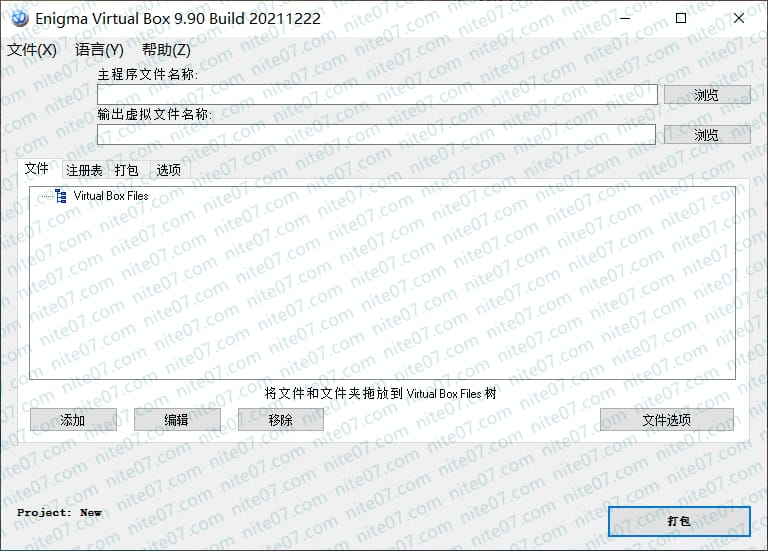 Enigma Virtual Box 9.90 Build 20211222
文件(X) 语言(Y) 帮助(Z)
主程序文件名称:
浏览
输出虚拟文件名称:
浏览
文件 注册表 打包 选项
Virtual Box Files
将文件和文件夹拖放到 Virtual Box Files 树
添加 编辑 移除 文件选项
Project: New
打包
nite07.com